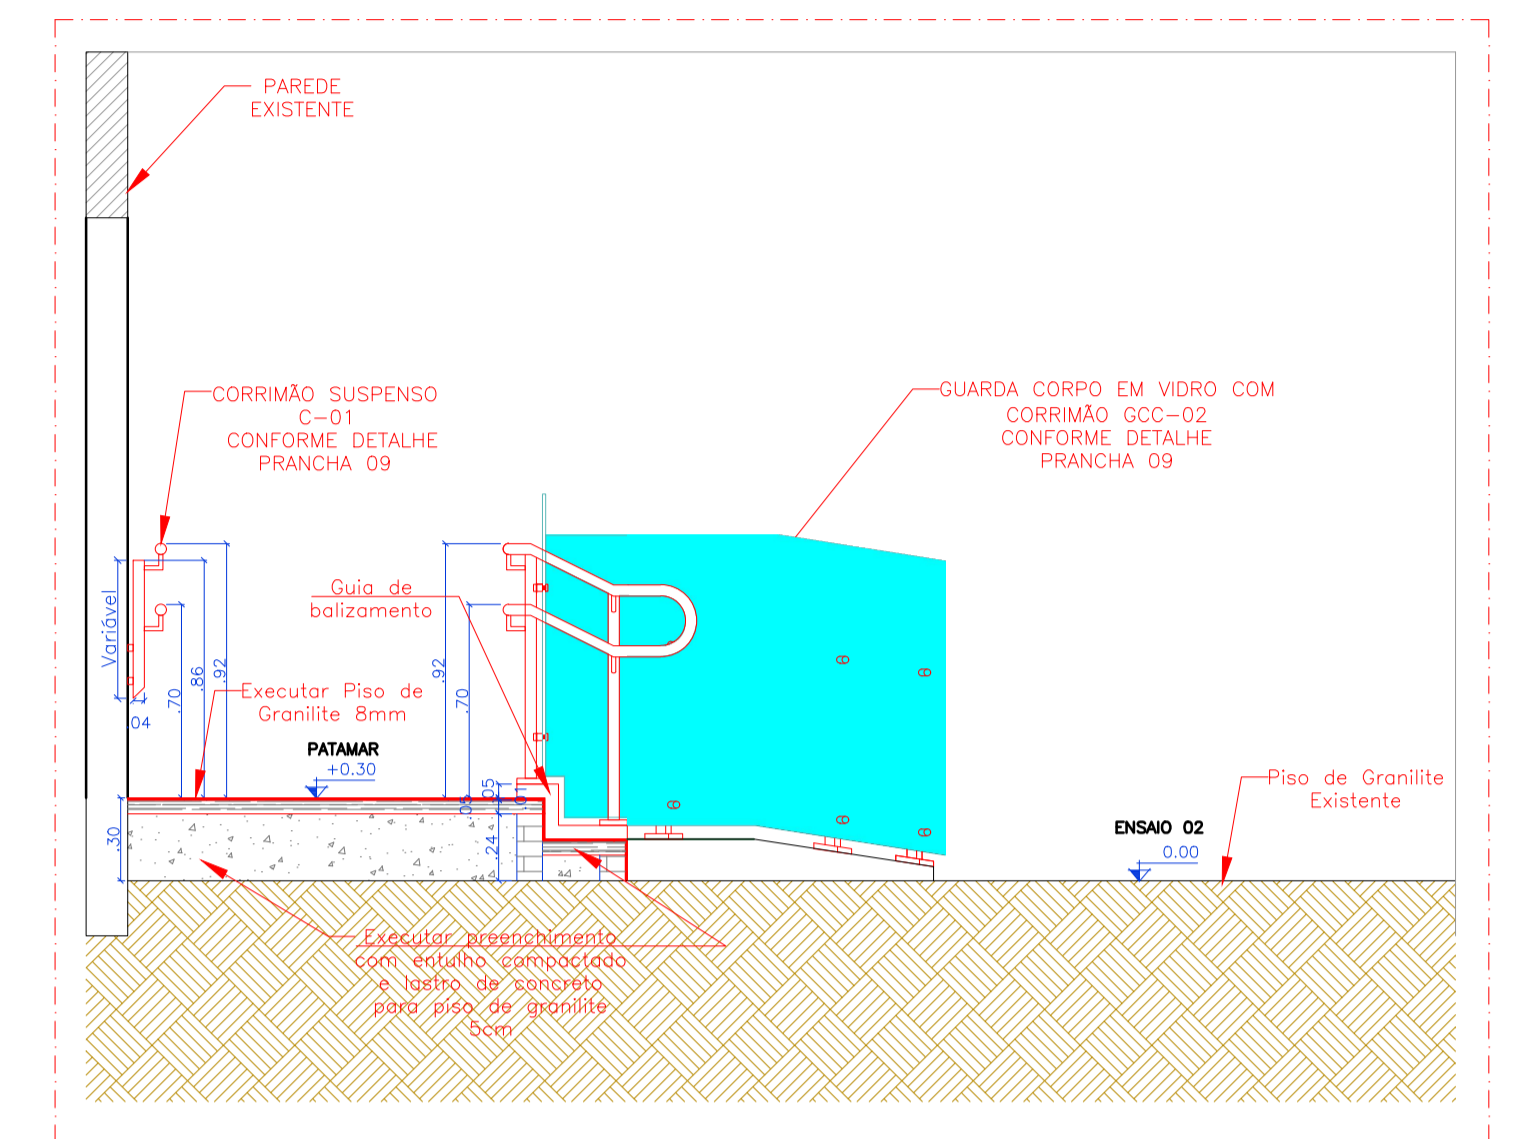 PAREDE
EXISTENTE
CORRIMÃO SUSPENSO
C-01
CONFORME DETALHE
PRANCHA 09
GUARDA CORPO EM VIDRO COM
CORRIMÃO GCC-02
CONFORME DETALHE
PRANCHA 09
Guia de
balizamento
Variável
.70
.86
.92
.92
.70
04
Executar Piso de
Granilite 8mm
PATAMAR
+0.30
.05
.05
.01
.30
.24
Piso de Granilite
Existente
ENSAIO 02
0.00
Executar preenchimento
com entulho compactado
e lastro de concreto
para piso de granilite
5cm